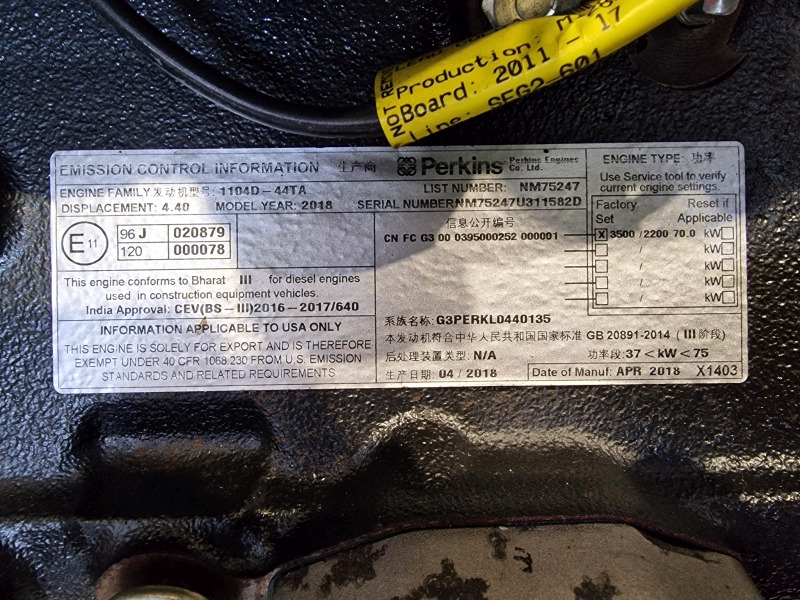 NOT RE
Production: M-28
Board: 2011 - 17
Line: SEG2-601
EMISSION CONTROL INFORMATION 生产商 Perkins Perkins Engines Co. Ltd.
ENGINE FAMILY 发动机型号: 1104D-44TA LIST NUMBER: NM75247
DISPLACEMENT: 4.40 MODEL YEAR: 2018 SERIAL NUMBER NM75247U311582D
ENGINE TYPE: 功率
Use Service tool to verify
current engine settings.
Factory Set Reset if Applicable
X 3500 /2200 70.0 kW
/ kW
/ kW
/ kW
/ kW
E 11
96 J 020879
120 000078
信息公开编号
CN FC G3 00 0395000252 000001
This engine conforms to Bharat III for diesel engines
used in construction equipment vehicles.
India Approval: CEV(BS-III)2016-2017/640
INFORMATION APPLICABLE TO USA ONLY
THIS ENGINE IS SOLELY FOR EXPORT AND IS THEREFORE
EXEMPT UNDER 40 CFR 1068.230 FROM U.S. EMISSION
STANDARDS AND RELATED REQUIREMENTS
系族名称: G3PERKL0440135
本发动机符合中华人民共和国国家标准 GB 20891-2014 (III阶段)
后处理装置类型: N/A 功率段: 37<kW<75
生产日期: 04/2018
Date of Manuf: APR 2018 X1403